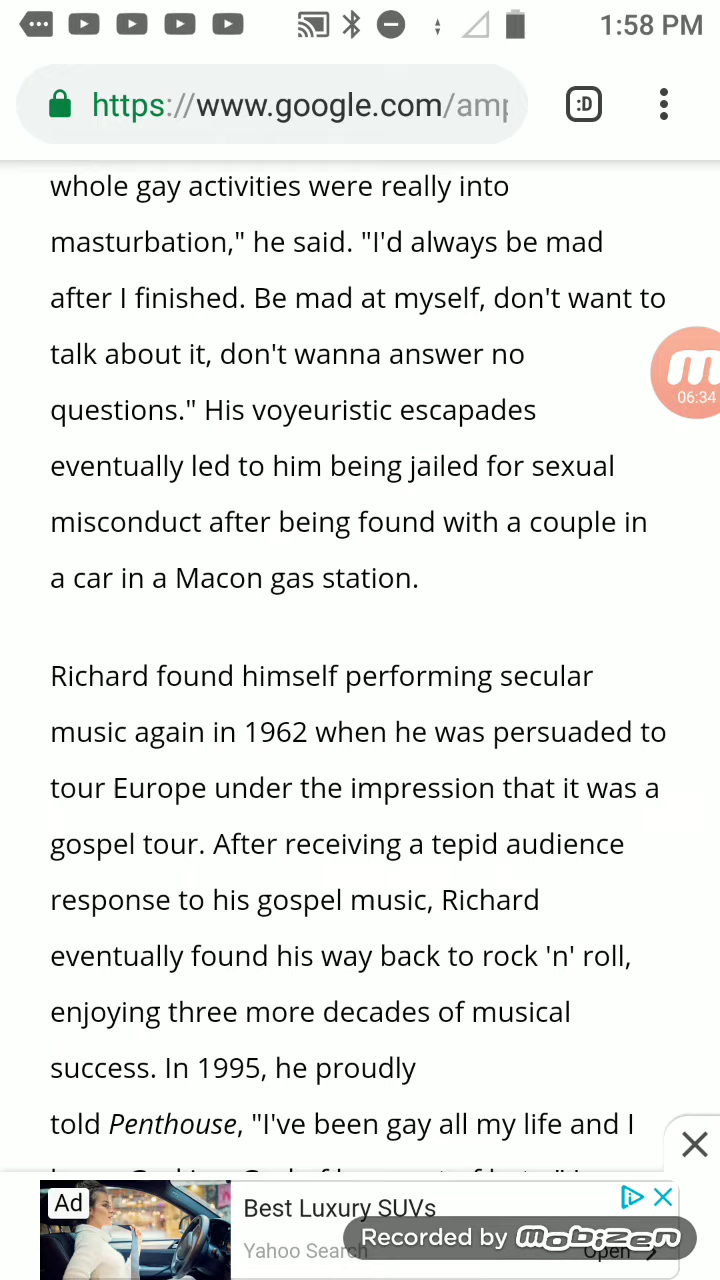 1:58 PM
https://www.google.com/amp
:D
whole gay activities were really into
masturbation," he said. "I'd always be mad
after I finished. Be mad at myself, don't want to
talk about it, don't wanna answer no
questions." His voyeuristic escapades
m
06:34
eventually led to him being jailed for sexual
misconduct after being found with a couple in
a car in a Macon gas station.
Richard found himself performing secular
music again in 1962 when he was persuaded to
tour Europe under the impression that it was a
gospel tour. After receiving a tepid audience
response to his gospel music, Richard
eventually found his way back to rock 'n' roll,
enjoying three more decades of musical
success. In 1995, he proudly
told Penthouse, "I've been gay all my life and I
Ad
Best Luxury SUVs
Yahoo Search
Open
Recorded by mobizen